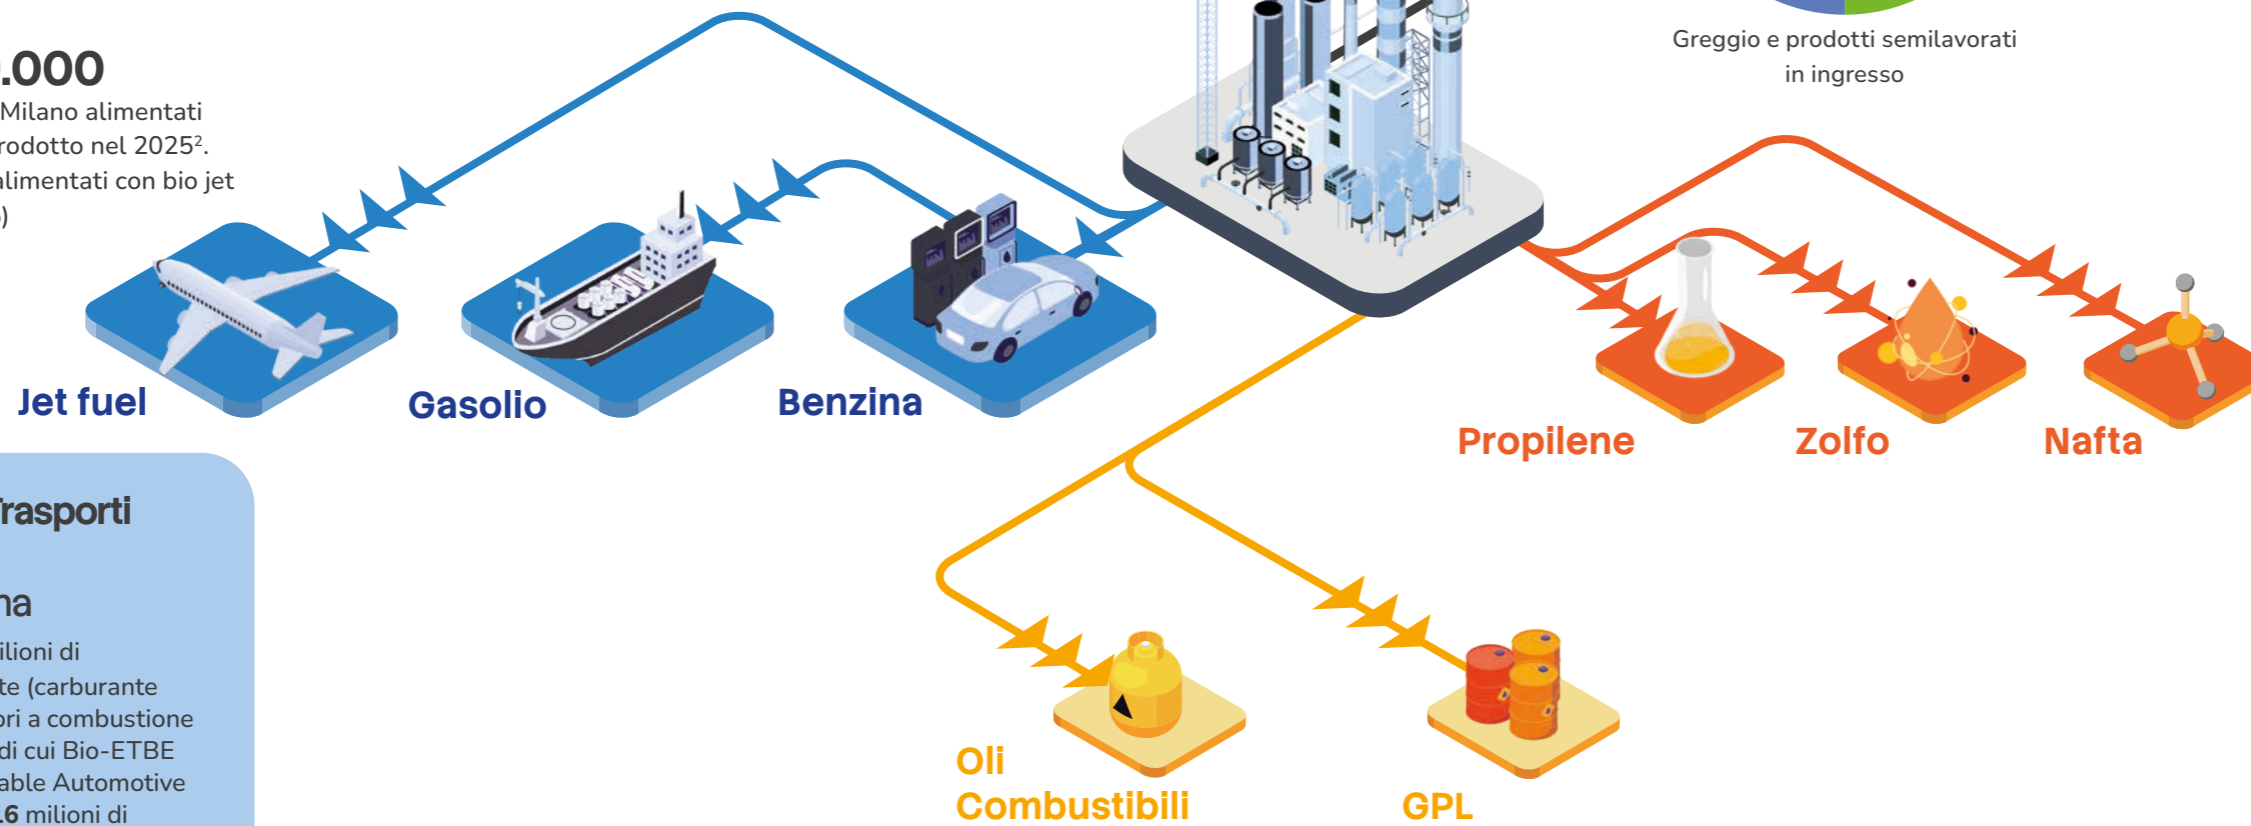 .000
Milano alimentati
rodotto nel 2025².
alimentati con bio jet
)
Greggio e prodotti semilavorati
in ingresso
Jet fuel
Gasolio
Benzina
Propilene
Zolfo
Nafta
Trasporti
na
ilioni di
te (carburante
ori a combustione
di cui Bio-ETBE
able Automotive
.6 milioni di
Oli
Combustibili
GPL